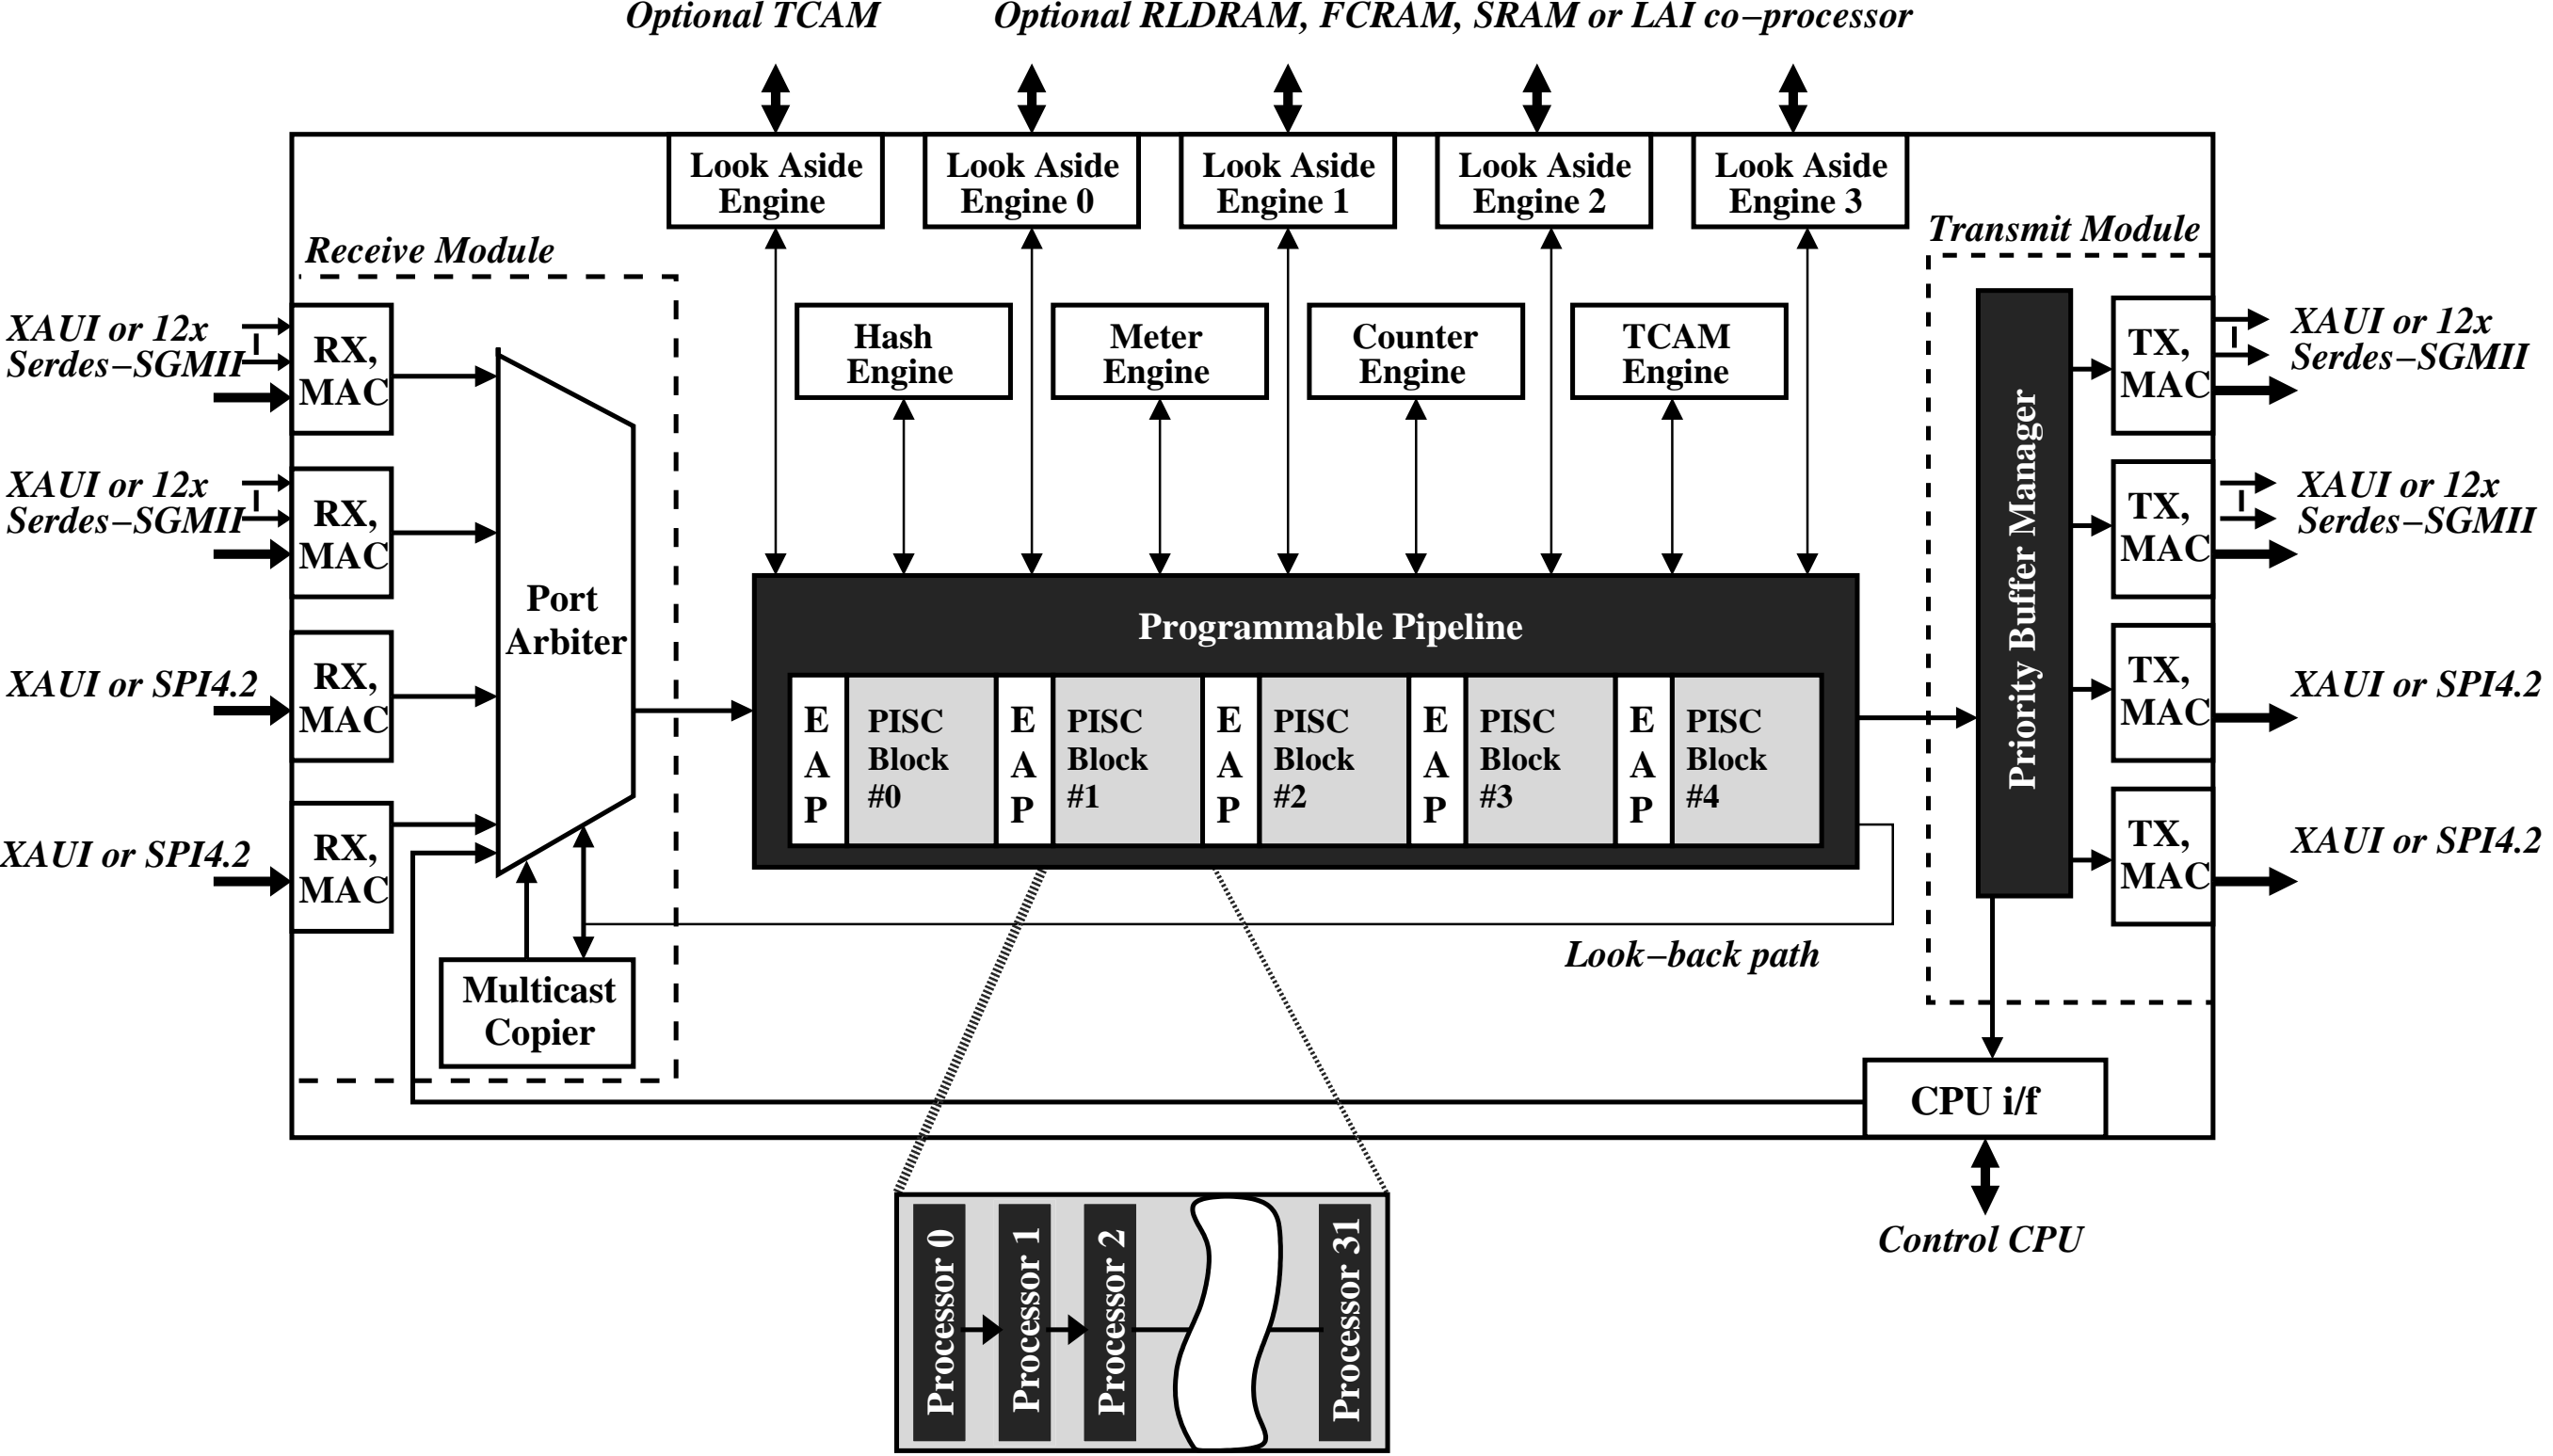 Optional TCAM
Optional RLDRAM, FCRAM, SRAM or LAI co–processor
Look Aside
Engine
Look Aside
Engine 0
Look Aside
Engine 1
Look Aside
Engine 2
Look Aside
Engine 3
Receive Module
Transmit Module
Hash
Engine
Meter
Engine
Counter
Engine
TCAM
Engine
XAUI or 12x
Serdes–SGMII
RX,
MAC
XAUI or 12x
Serdes–SGMII
RX,
MAC
XAUI or SPI4.2
RX,
MAC
XAUI or SPI4.2
RX,
MAC
Port
Arbiter
Multicast
Copier
Programmable Pipeline
E
A
P
PISC
Block
#0
E
A
P
PISC
Block
#1
E
A
P
PISC
Block
#2
E
A
P
PISC
Block
#3
E
A
P
PISC
Block
#4
Look–back path
Priority Buffer Manager
TX,
MAC
XAUI or 12x
Serdes–SGMII
TX,
MAC
XAUI or 12x
Serdes–SGMII
TX,
MAC
XAUI or SPI4.2
TX,
MAC
XAUI or SPI4.2
CPU i/f
Control CPU
Processor 0
Processor 1
Processor 2
Processor 31